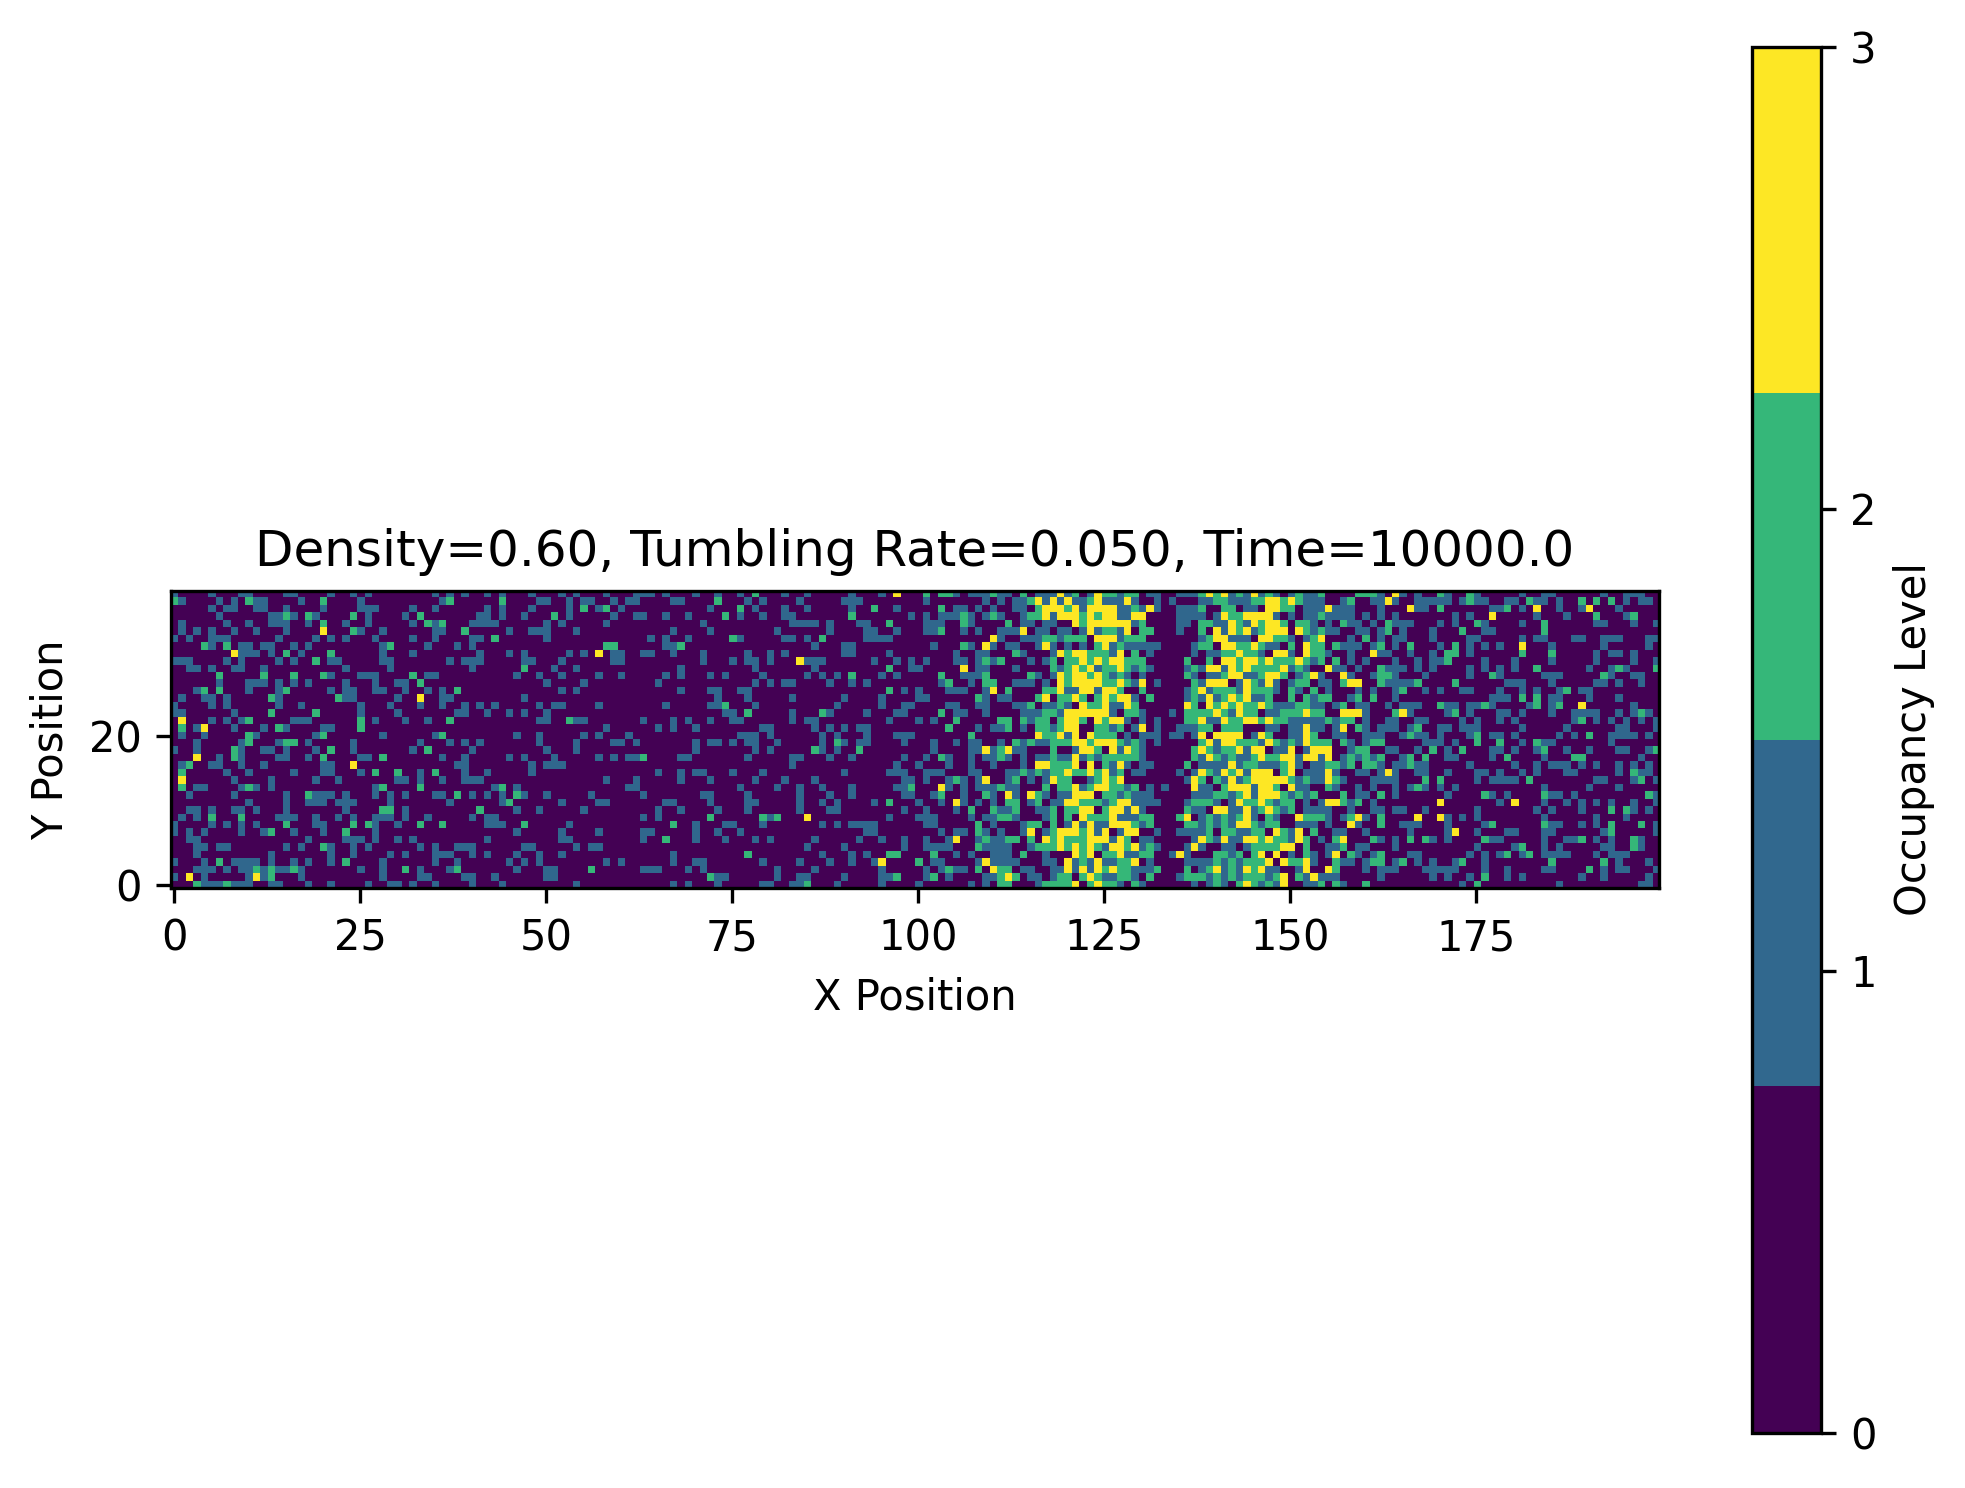 Density=0.60, Tumbling Rate=0.050, Time=10000.0
Y Position
20
0
0 25 50 75 100 125 150 175
X Position
3
2
1
0
Occupancy Level